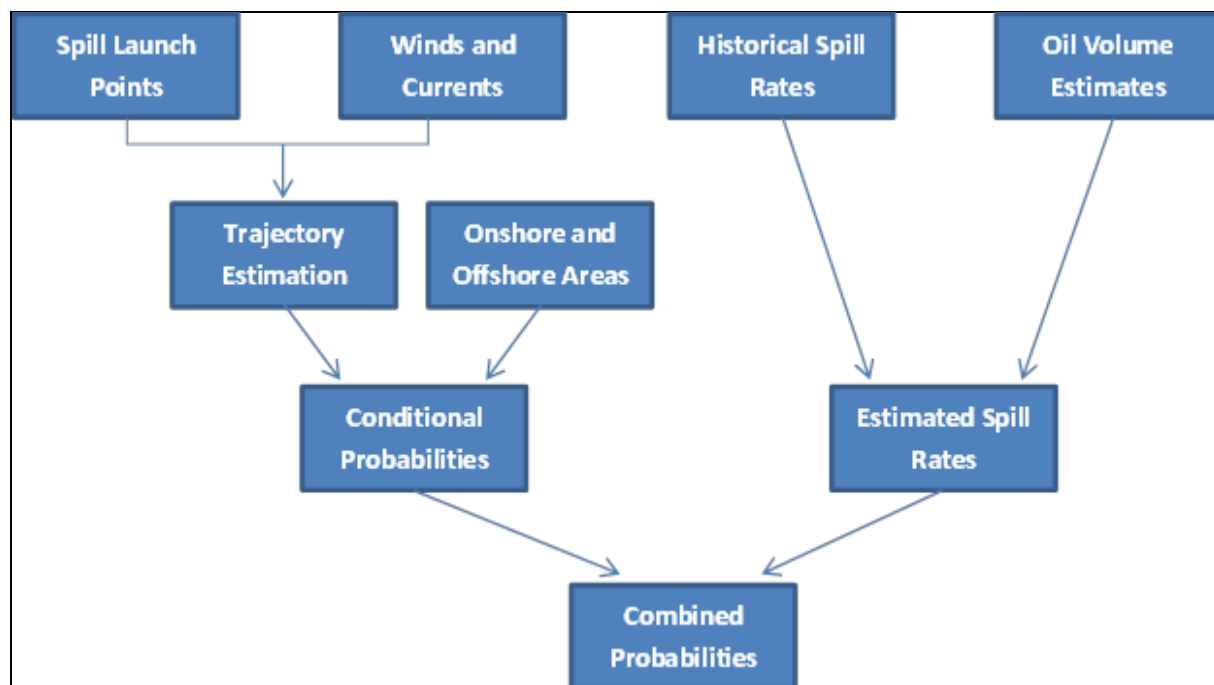 Spill Launch
Points
Winds and
Currents
Historical Spill
Rates
Oil Volume
Estimates
Trajectory
Estimation
Onshore and
Offshore Areas
Conditional
Probabilities
Estimated Spill
Rates
Combined
Probabilities